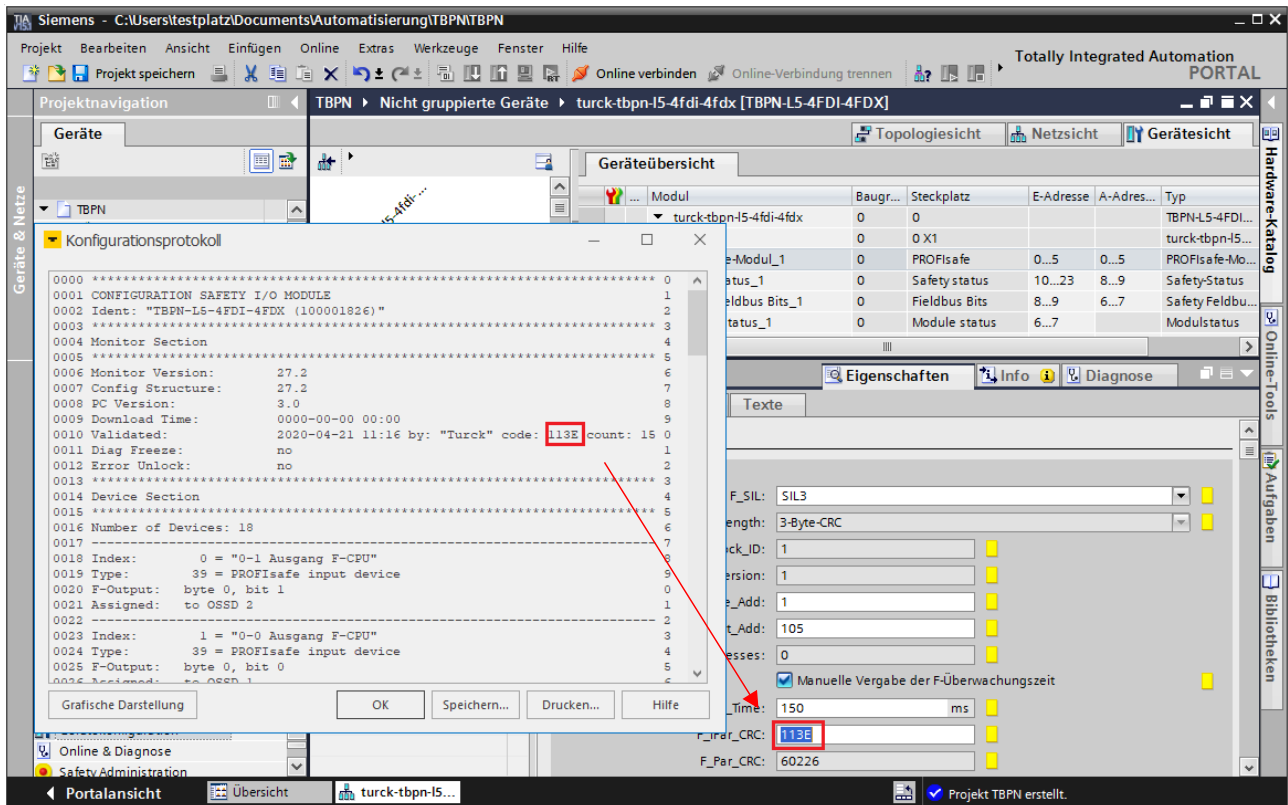 Siemens - C:\Users\testplatz\Documents\Automatisierung\TBPN\TBPN
Projekt Bearbeiten Ansicht Einfügen Online Extras Werkzeuge Fenster Hilfe
Totally Integrated Automation
PORTAL
Projekt speichern Online verbinden Online-Verbindung trennen
Projektnavigation
TBPN Nicht gruppierte Geräte turck-tbpn-l5-4fdi-4fdx [TBPN-L5-4FDI-4FDX]
Geräte
Topologiesicht Netzsicht Gerätesicht
Geräteübersicht
... Modul Baugr... Steckplatz E-Adresse A-Adres... Typ
turck-tbpn-l5-4fdi-4fdx 0 0 TBPN-L5-4FDI...
0 0 X1 turck-tbpn-l5...
e-Modul_1 0 PROFIsafe 0...5 0...5 PROFIsafe-Mo...
tatus_1 0 Safety status 10...23 8...9 Safety-Status
eldbus Bits_1 0 Fieldbus Bits 8...9 6...7 Safety Feldbu...
tatus_1 0 Module status 6...7 Modulstatus
TBPN
l5-4fdi-...
Geräte & Netze
Konfigurationsprotokoll
0000 ************************************************************************* 0
0001 CONFIGURATION SAFETY I/O MODULE 1
0002 Ident: "TBPN-L5-4FDI-4FDX (100001826)" 2
0003 ************************************************************************* 3
0004 Monitor Section 4
0005 ************************************************************************* 5
0006 Monitor Version: 27.2 6
0007 Config Structure: 27.2 7
0008 PC Version: 3.0 8
0009 Download Time: 0000-00-00 00:00 9
0010 Validated: 2020-04-21 11:16 by: "Turck" code: 113E count: 15 0
0011 Diag Freeze: no 1
0012 Error Unlock: no 2
0013 ************************************************************************* 3
0014 Device Section 4
0015 ************************************************************************* 5
0016 Number of Devices: 18 6
0017 ------------------------------------------------------------------------- 7
0018 Index: 0 = "0-1 Ausgang F-CPU" 8
0019 Type: 39 = PROFIsafe input device 9
0020 F-Output: byte 0, bit 1 0
0021 Assigned: to OSSD 2 1
0022 ------------------------------------------------------------------------- 2
0023 Index: 1 = "0-0 Ausgang F-CPU" 3
0024 Type: 39 = PROFIsafe input device 4
0025 F-Output: byte 0, bit 0 5
0026 Assigned: to OSSD 1 6
Grafische Darstellung OK Speichern... Drucken... Hilfe
Eigenschaften Info Diagnose
Texte
F_SIL: SIL3
ength: 3-Byte-CRC
ck_ID: 1
ersion: 1
e_Add: 1
t_Add: 105
esses: 0
Manuelle Vergabe der F-Überwachungszeit
_Time: 150 ms
F_iPar_CRC: 113E
F_Par_CRC: 60226
Hardware-Katalog
Online-Tools
Aufgaben
Bibliotheken
Online & Diagnose
Safety Administration
Portalansicht Übersicht turck-tbpn-l5... Projekt TBPN erstellt.